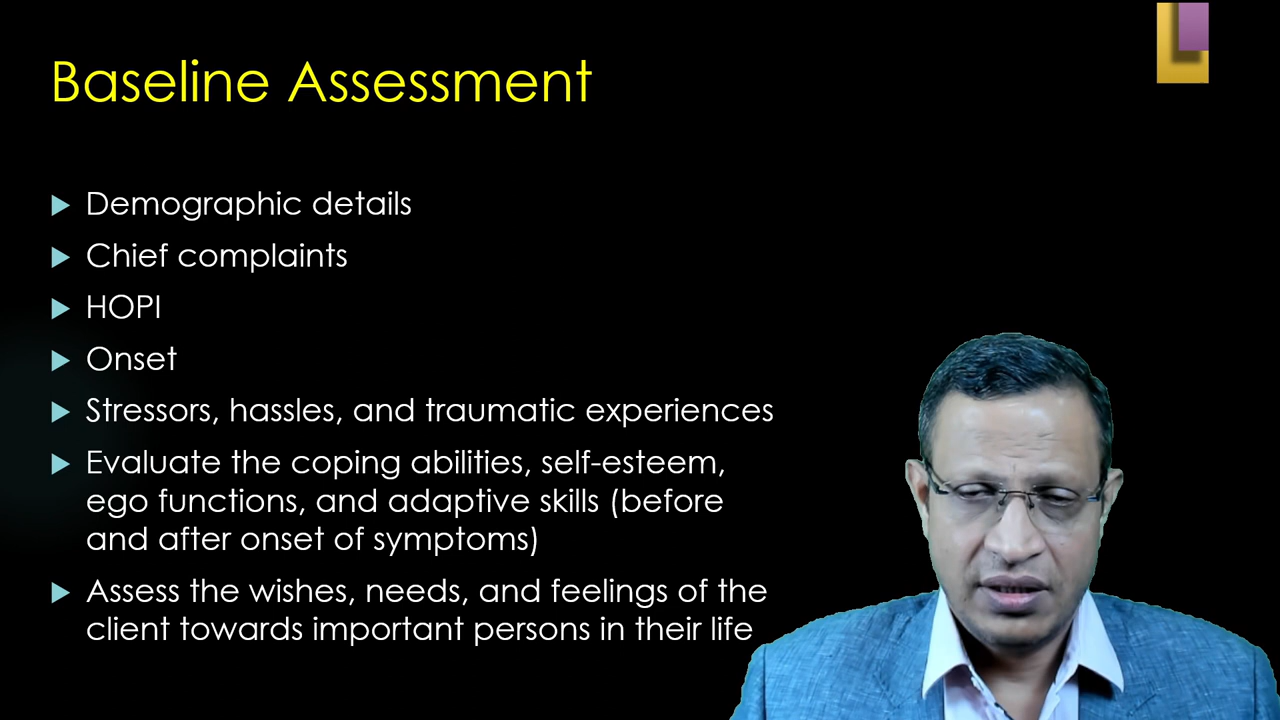 Baseline Assessment
Demographic details
Chief complaints
HOPI
Onset
Stressors, hassles, and traumatic experiences
Evaluate the coping abilities, self-esteem,
ego functions, and adaptive skills (before
and after onset of symptoms)
Assess the wishes, needs, and feelings of the
client towards important persons in their life